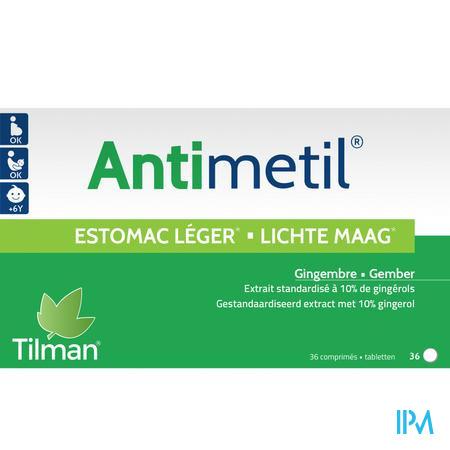 OK
OK
+6Y
Antimetil®
ESTOMAC LÉGER* ▪ LICHTE MAAG*
Gingembre ▪ Gember
Extrait standardisé à 10% de gingérols
Gestandaardiseerd extract met 10% gingerol
Tilman®
36 comprimés • tabletten 36
IPM